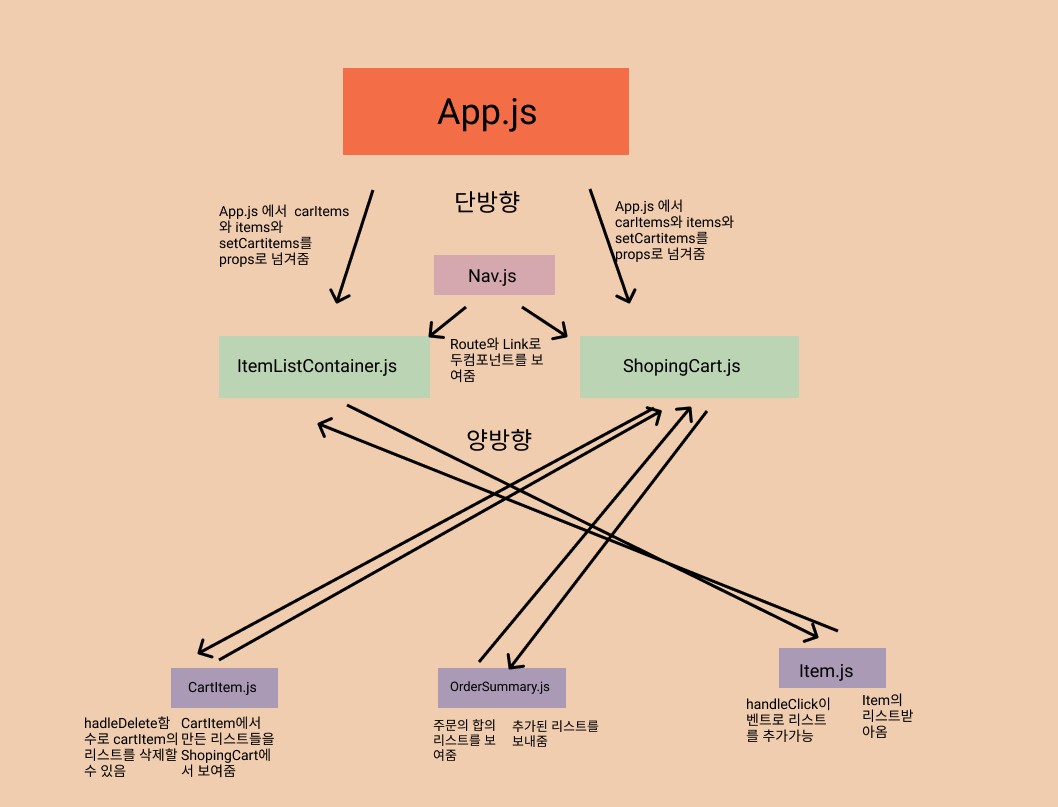 App.js
단방향
App.js 에서 carItems
와 items와
setCartitems를
props로 넘겨줌
App.js 에서
carItems와 items와
setCartitems를
props로 넘겨줌
Nav.js
Route와 Link로
두컴포넌트를 보
여줌
ItemListContainer.js
ShopingCart.js
양방향
CartItem.js
hadleDelete함
수로 cartItem의
리스트를 삭제할
수 있음
CartItem에서
만든 리스트들을
ShopingCart에
서 보여줌
OrderSummary.js
주문의 합의
리스트를 보
여줌
추가된 리스트를
보내줌
Item.js
handleClick이
벤트로 리스트
를 추가가능
Item의
리스트받
아옴